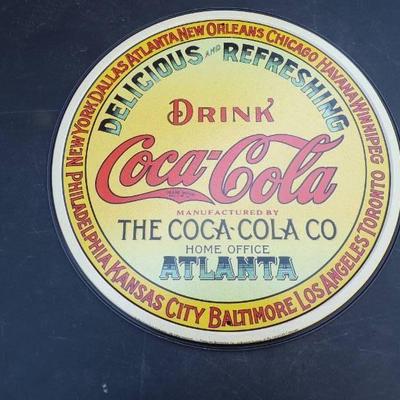 NEW YORK DALLAS ATLANTA NEW ORLEANS CHICAGO HAVANA WINNIPEG
DELICIOUS AND REFRESHING
DRINK
Coca-Cola
MANUFACTURED BY
THE COCA-COLA CO
HOME OFFICE
ATLANTA
PHILADELPHIA KANSAS CITY BALTIMORE LOS ANGELES TORONTO